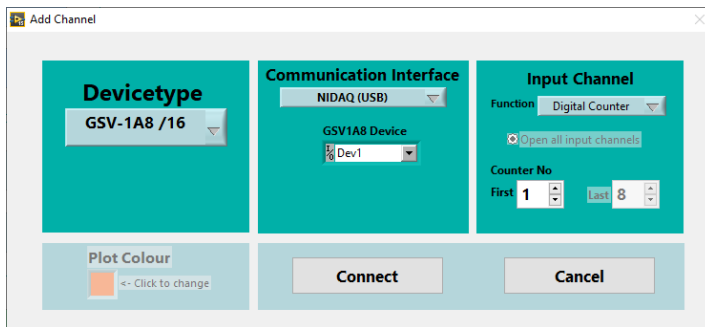 Add Channel
Devicetype
GSV-1A8 /16
Communication Interface
NIDAQ (USB)
GSV1A8 Device
I/O Dev1
Input Channel
Function Digital Counter
Open all input channels
Counter No
First 1 Last 8
Plot Colour
<- Click to change
Connect
Cancel